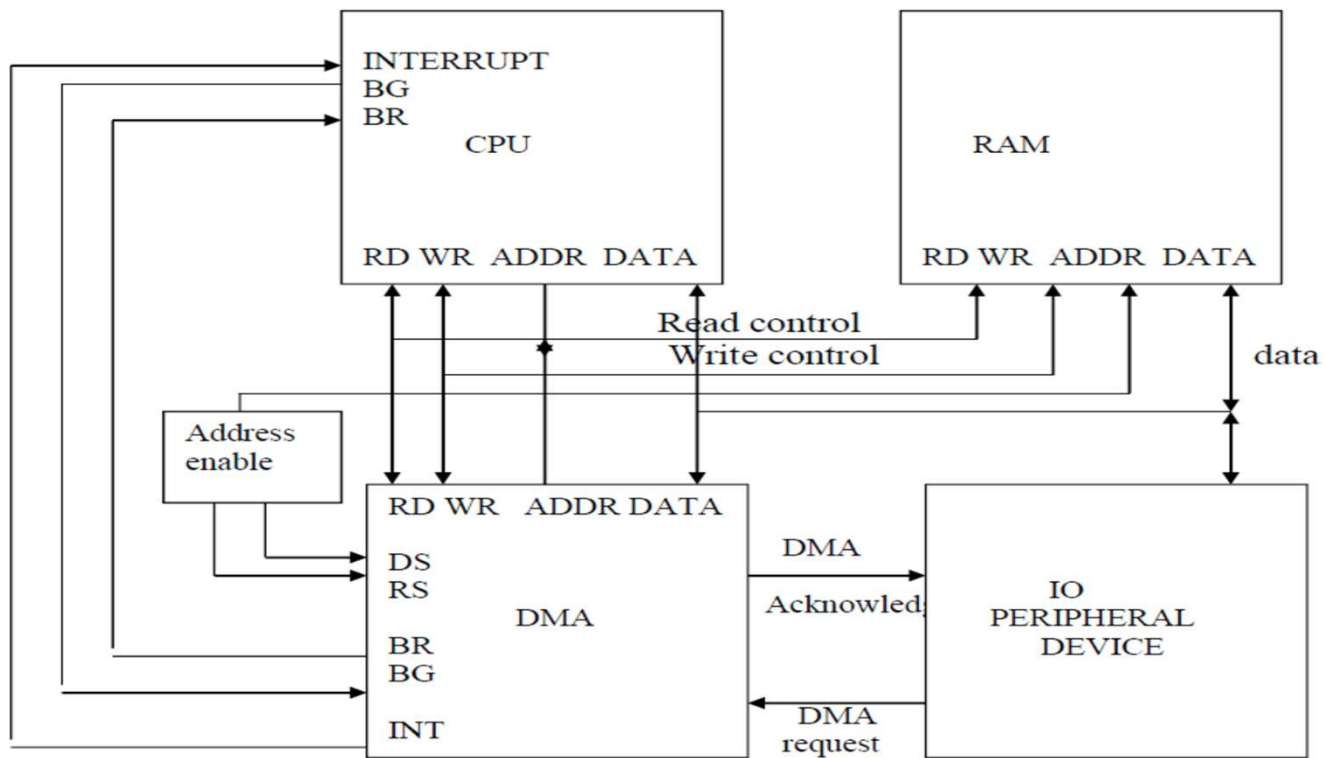 INTERRUPT
BG
BR
CPU
RD WR ADDR DATA
RAM
RD WR ADDR DATA
Read control
Write control
data
Address
enable
RD WR ADDR DATA
DS
RS
DMA
BR
BG
INT
DMA
Acknowledg
IO
PERIPHERAL
DEVICE
DMA
request